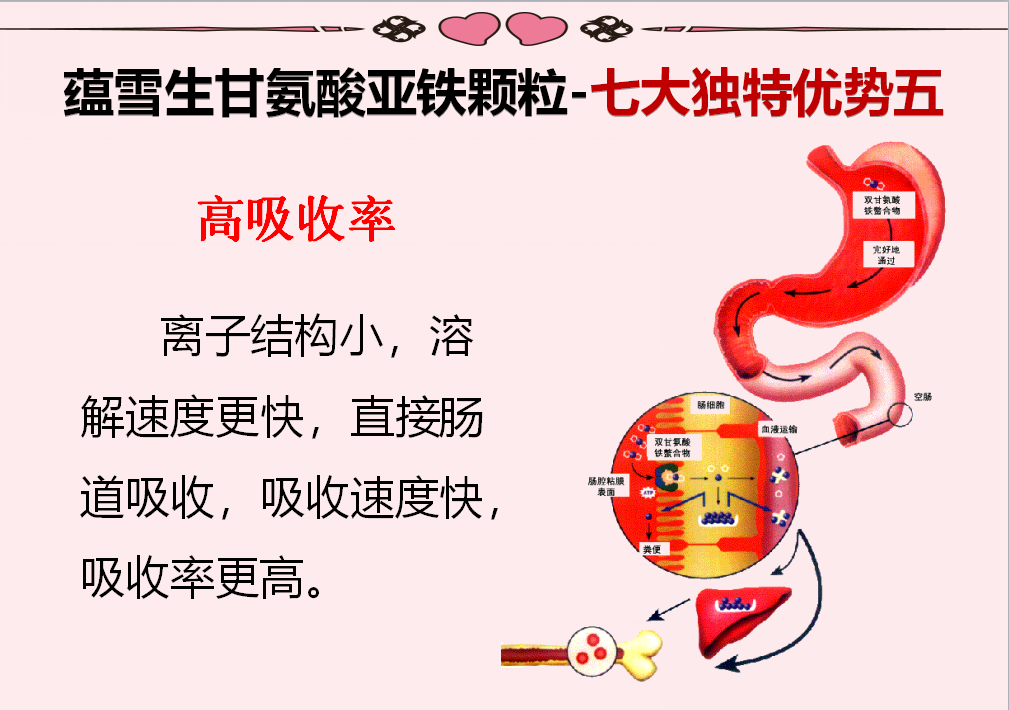 蕴雪生甘氨酸亚铁颗粒-七大独特优势五
高吸收率
离子结构小，溶
解速度更快，直接肠
道吸收，吸收速度快，
吸收率更高。
双甘氨酸
铁螯合物
完好地
通过
空肠
肠细胞
血液运输
双甘氨酸
铁螯合物
肠腔粘膜
表面
ATP
粪便